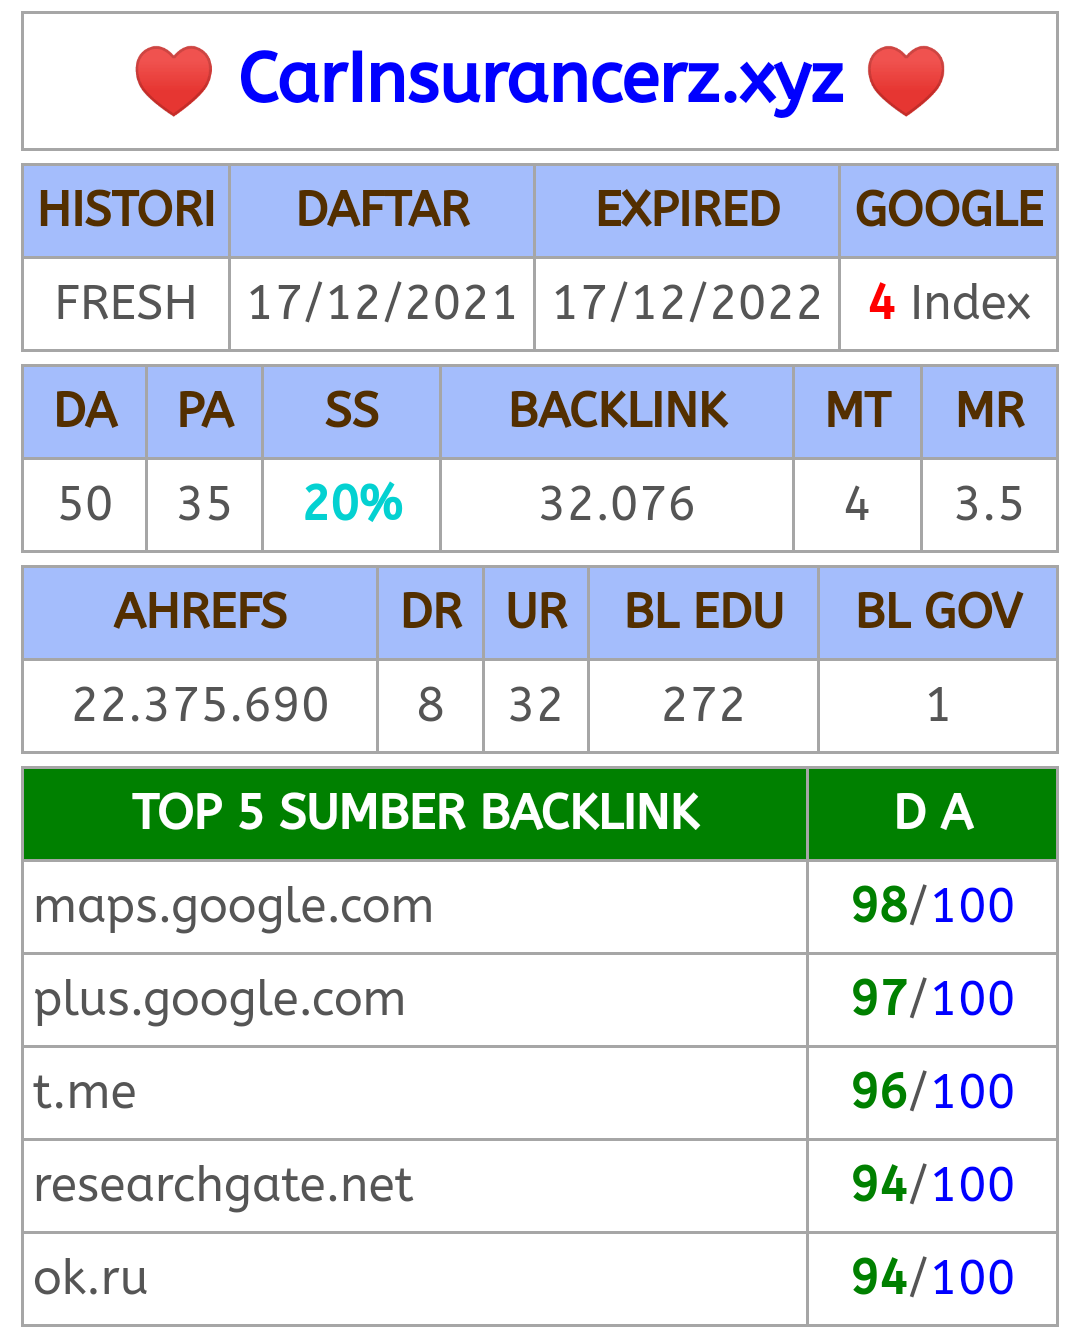 CarInsurancerz.xyz
HISTORI DAFTAR EXPIRED GOOGLE
FRESH 17/12/2021 17/12/2022 4 Index
DA PA SS BACKLINK MT MR
50 35 20% 32.076 4 3.5
AHREFS DR UR BL EDU BL GOV
22.375.690 8 32 272 1
TOP 5 SUMBER BACKLINK D A
maps.google.com 98/100
plus.google.com 97/100
t.me 96/100
researchgate.net 94/100
ok.ru 94/100